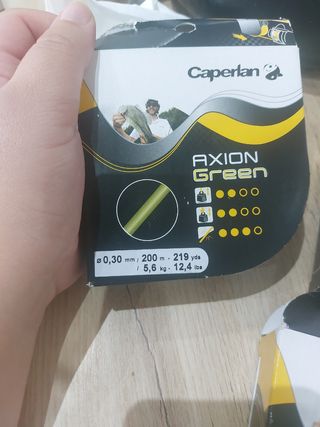 Caperlan
AXION
Green
ø 0,30 mm / 200 m - 219 yds
/ 5,6 kg - 12,4 lbs